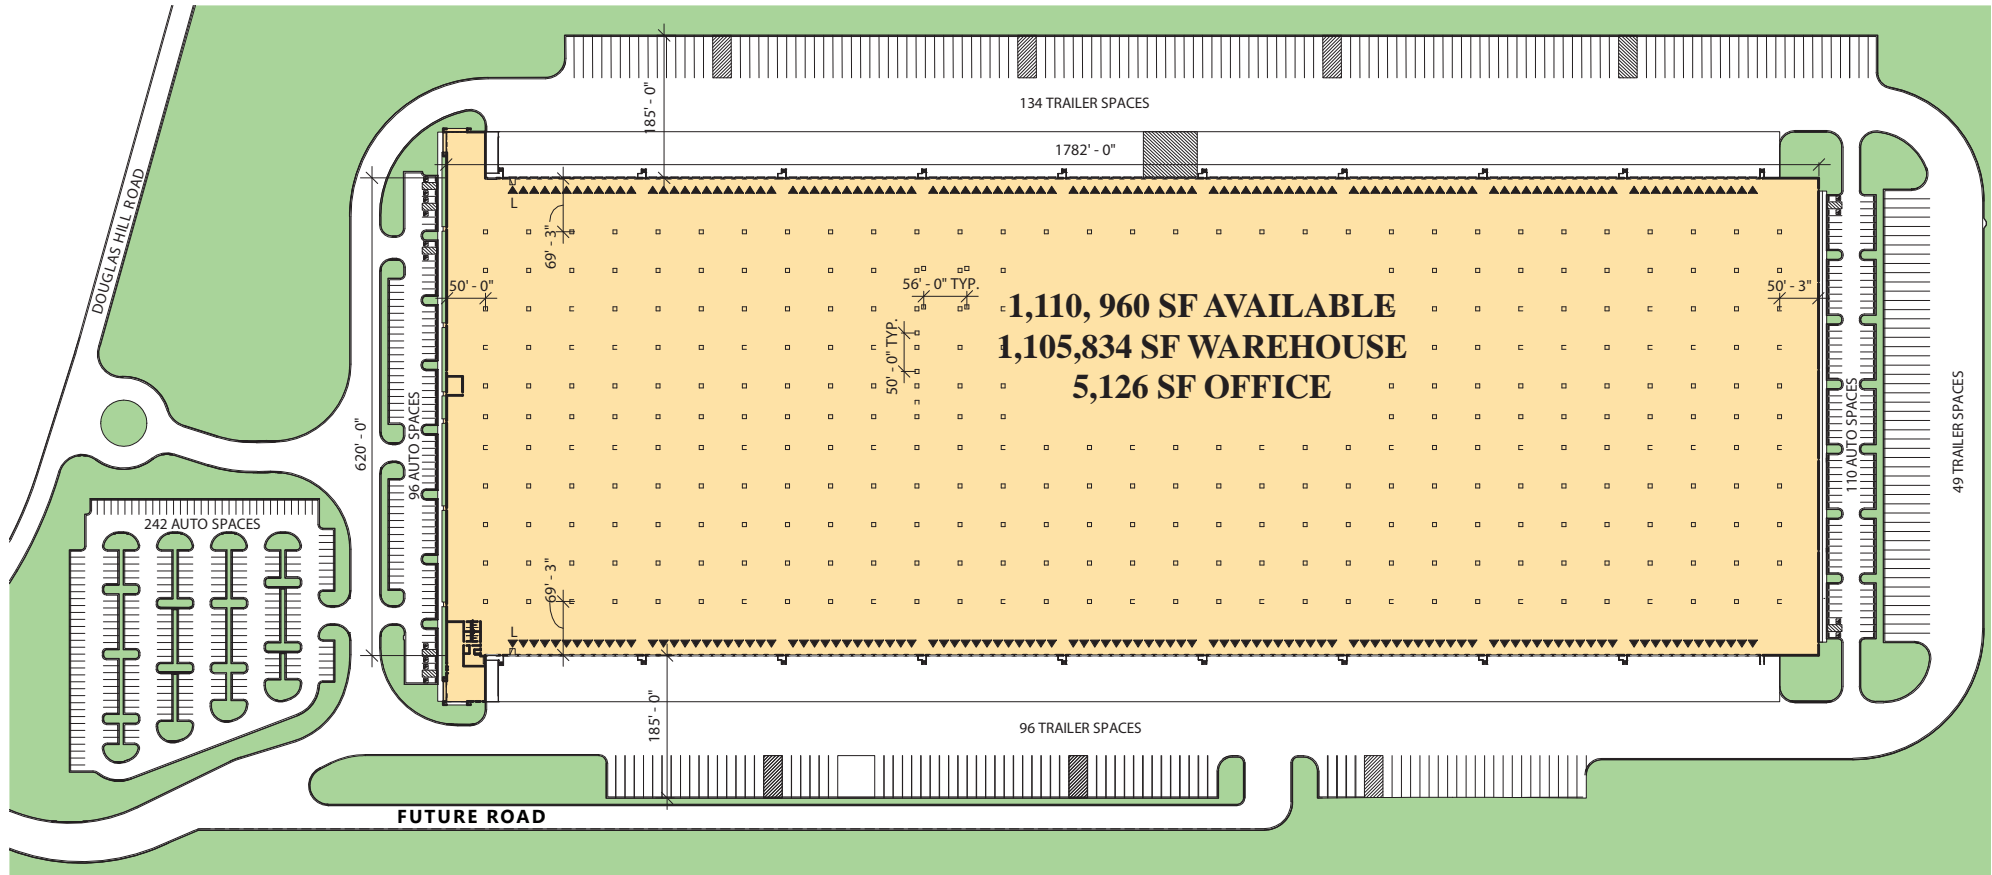 185' - 0"
134 TRAILER SPACES
1782' - 0"
DOUGLAS HILL ROAD
L
69' - 3"
50' - 0"
56' - 0" TYP.
50' - 3"
1,110, 960 SF AVAILABLE
1,105,834 SF WAREHOUSE
5,126 SF OFFICE
50' - 0" TYP.
620' - 0"
96 AUTO SPACES
110 AUTO SPACES
49 TRAILER SPACES
242 AUTO SPACES
69' - 3"
L
185' - 0"
96 TRAILER SPACES
FUTURE ROAD